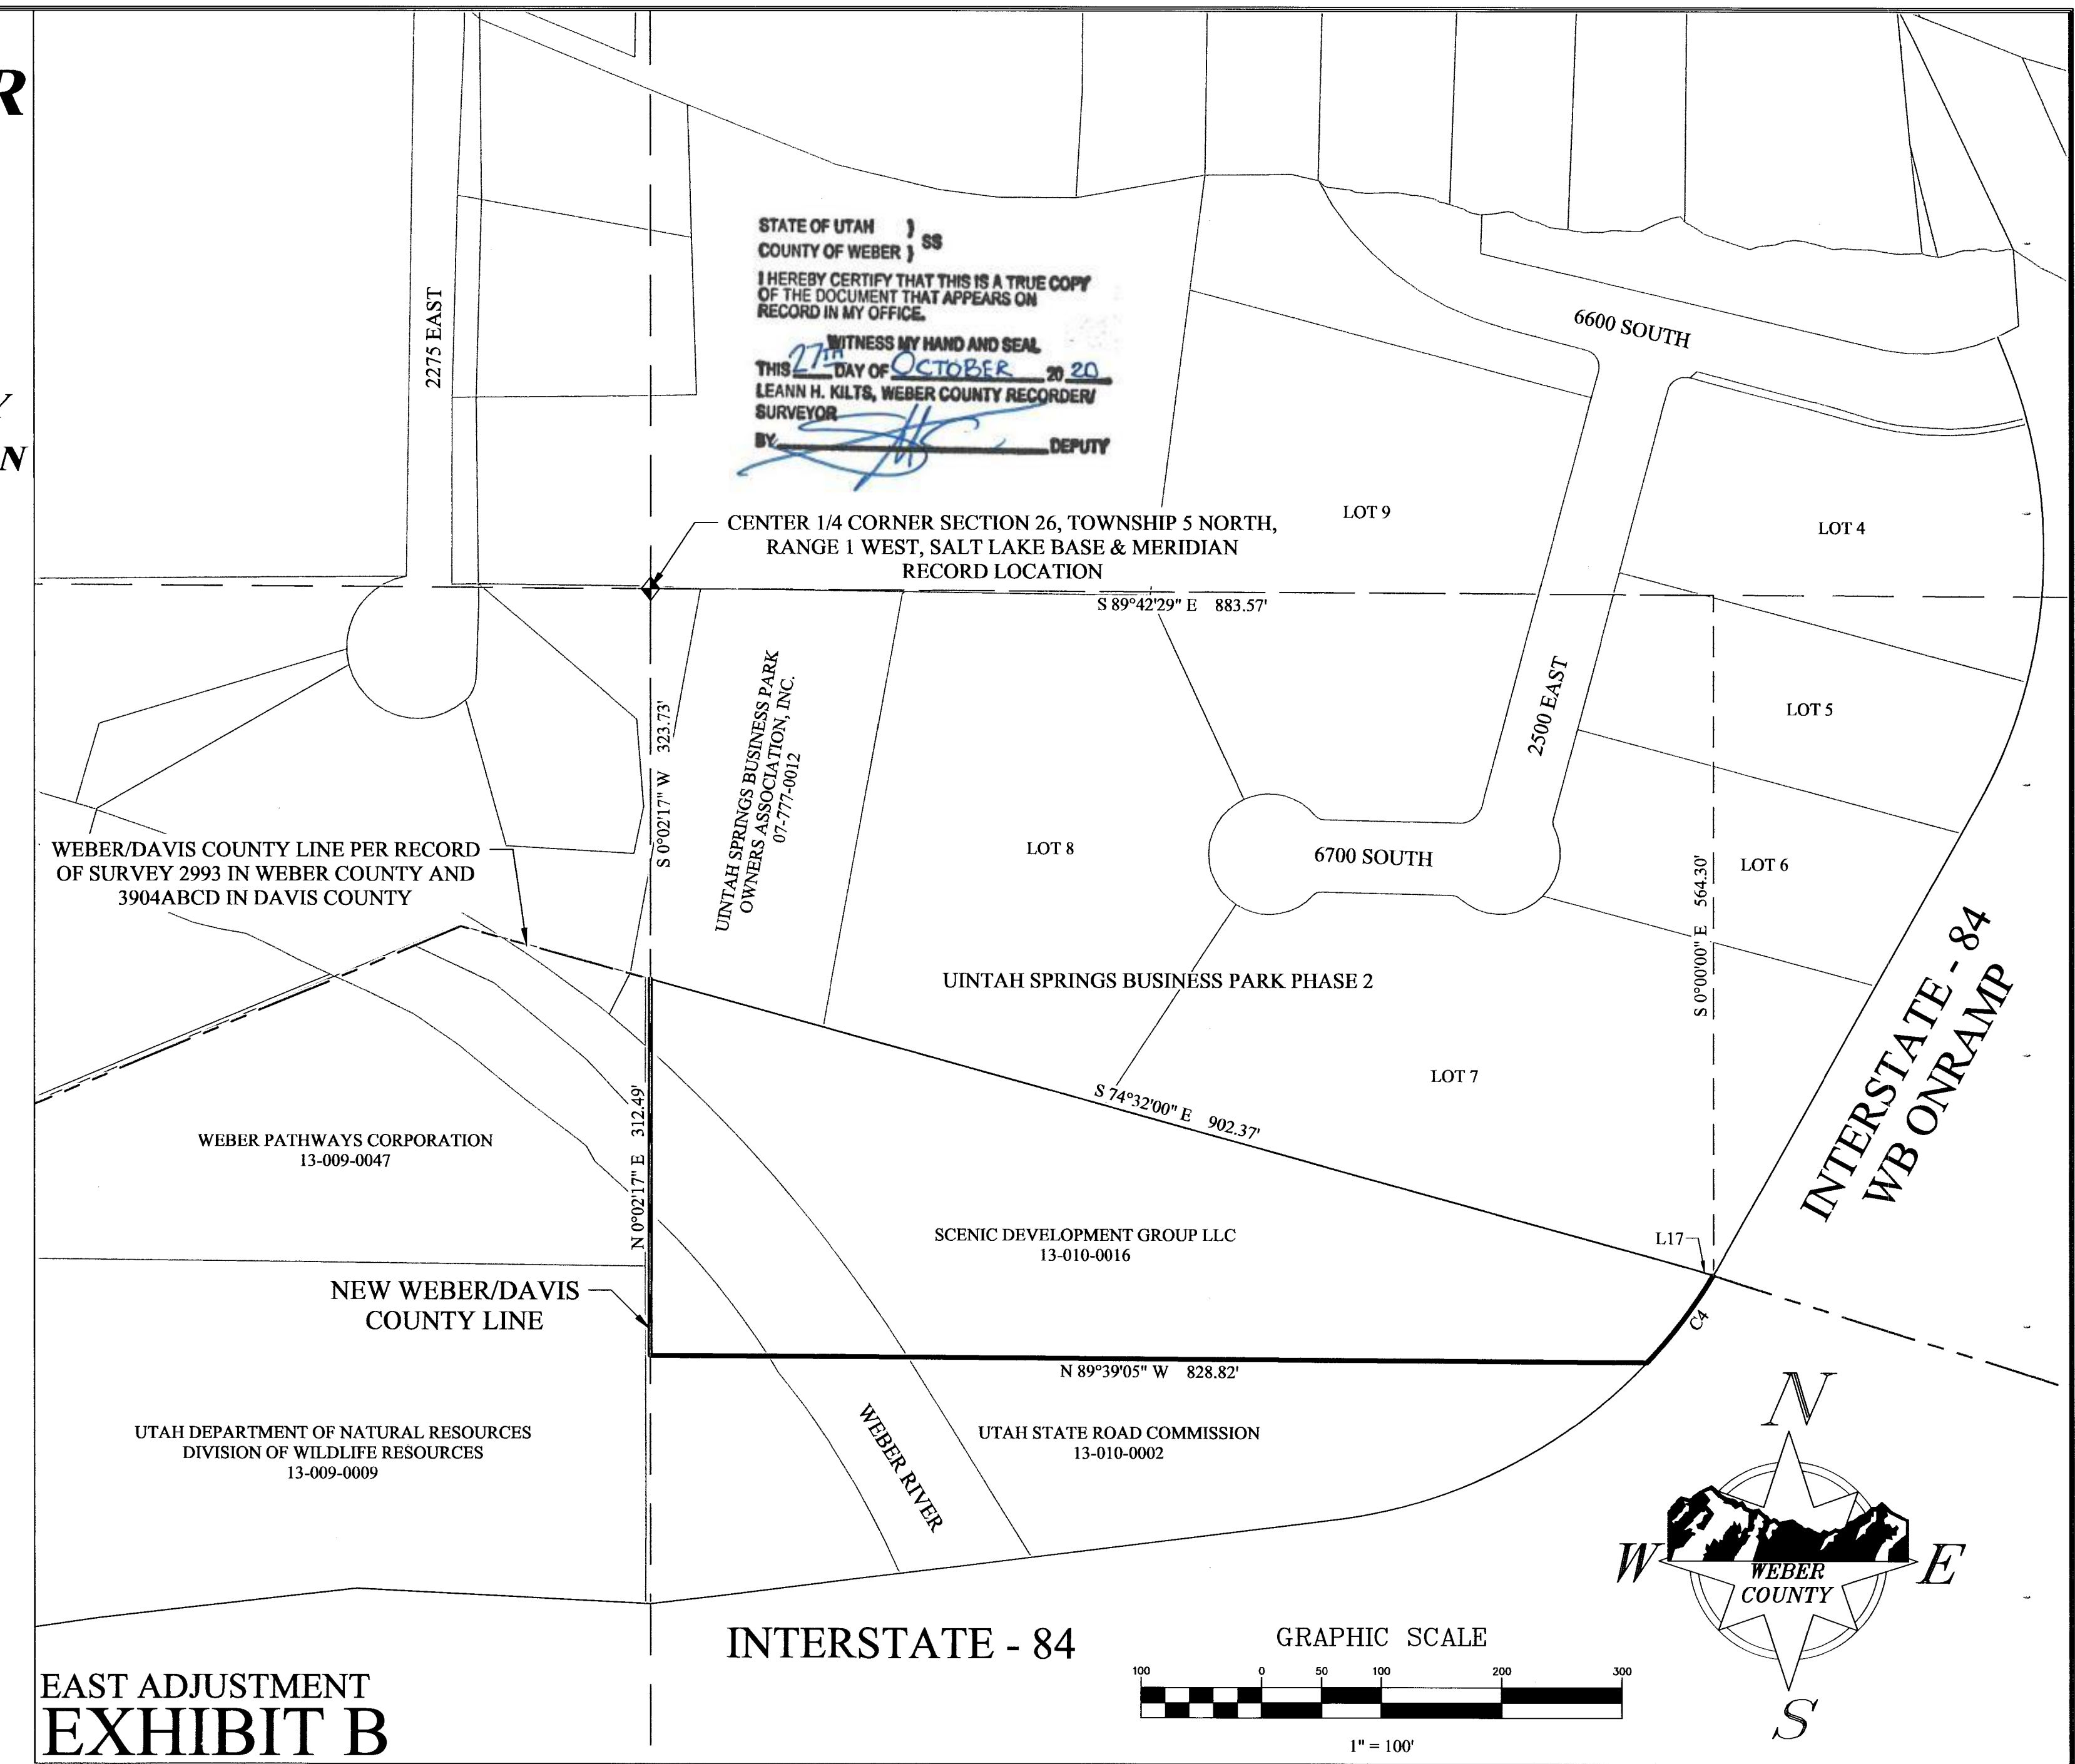 R
Y
N
2275 EAST
STATE OF UTAH } SS
COUNTY OF WEBER }
I HEREBY CERTIFY THAT THIS IS A TRUE COPY
OF THE DOCUMENT THAT APPEARS ON
RECORD IN MY OFFICE.
WITNESS MY HAND AND SEAL
THIS 27TH DAY OF OCTOBER 20 20
LEANN H. KILTS, WEBER COUNTY RECORDER/
SURVEYOR
BY DEPUTY
6600 SOUTH
CENTER 1/4 CORNER SECTION 26, TOWNSHIP 5 NORTH,
RANGE 1 WEST, SALT LAKE BASE & MERIDIAN
RECORD LOCATION
LOT 9
LOT 4
S 89°42'29" E 883.57'
S 0°02'17" W 323.73'
UINTAH SPRINGS BUSINESS PARK
OWNERS ASSOCIATION, INC.
07-777-0012
2500 EAST
LOT 5
WEBER/DAVIS COUNTY LINE PER RECORD
OF SURVEY 2993 IN WEBER COUNTY AND
3904ABCD IN DAVIS COUNTY
LOT 8
6700 SOUTH
LOT 6
S 0°00'00" E 564.30'
INTERSTATE - 84
WB ONRAMP
UINTAH SPRINGS BUSINESS PARK PHASE 2
LOT 7
S 74°32'00" E 902.37'
WEBER PATHWAYS CORPORATION
13-009-0047
N 0°02'17" E 312.49'
SCENIC DEVELOPMENT GROUP LLC
13-010-0016
L17
C4
NEW WEBER/DAVIS
COUNTY LINE
N 89°39'05" W 828.82'
UTAH DEPARTMENT OF NATURAL RESOURCES
DIVISION OF WILDLIFE RESOURCES
13-009-0009
WEBER RIVER
UTAH STATE ROAD COMMISSION
13-010-0002
N
W
E
S
WEBER
COUNTY
INTERSTATE - 84
GRAPHIC SCALE
100 0 50 100 200 300
1" = 100'
EAST ADJUSTMENT
EXHIBIT B